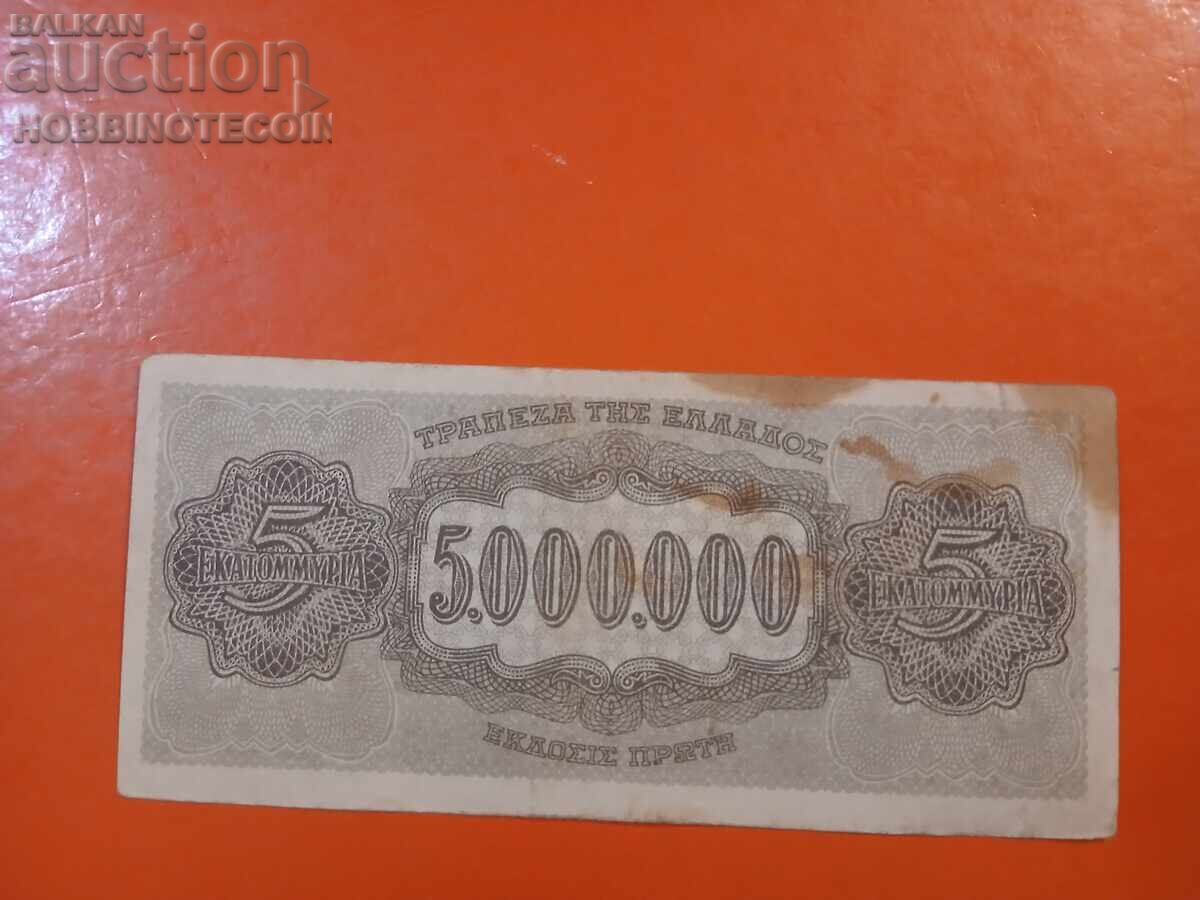 BALKAN
auction
HOBBINOTECOIN
ΤΡΑΠΕΖΑ ΤΗΣ ΕΛΛΑΔΟΣ
5
ΕΚΑΤΟΜΜΥΡΙΑ
5.000.000
5
ΕΚΑΤΟΜΜΥΡΙΑ
ΕΚΔΟΣΙΣ ΠΡΩΤΗ